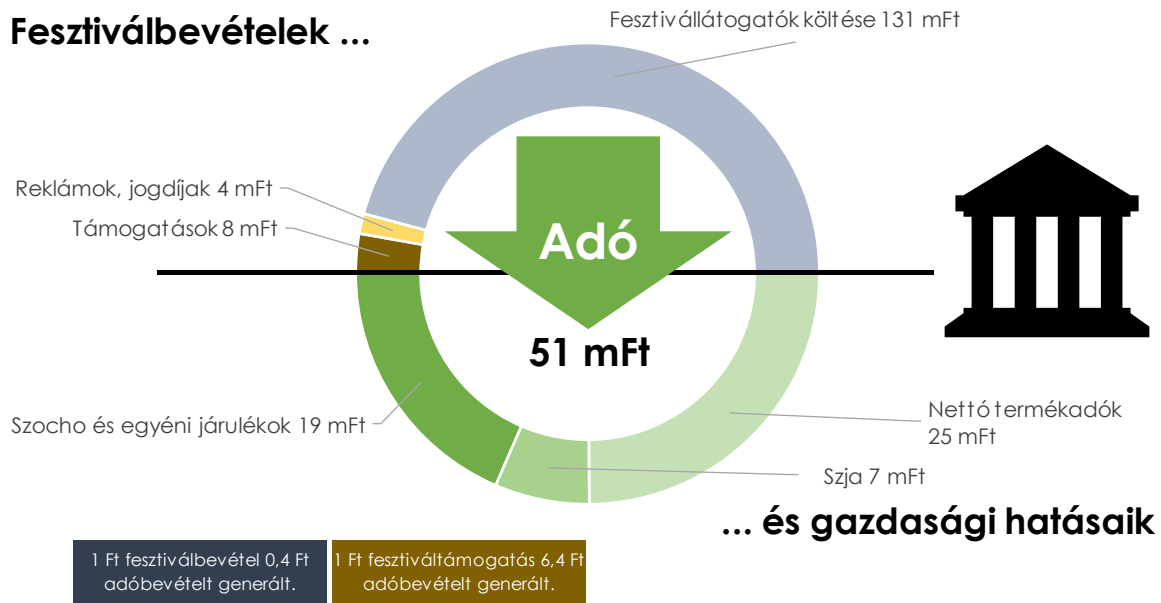 Fesztiválbevételek ...
Fesztivállátogatók költése 131 mFt
Reklámok, jogdíjak 4 mFt
Támogatások 8 mFt
Adó
51 mFt
Szocho és egyéni járulékok 19 mFt
Nettó termékadók
25 mFt
Szja 7 mFt
... és gazdasági hatásaik
1 Ft fesztiválbevétel 0,4 Ft
adóbevételt generált.
1 Ft fesztiváltámogatás 6,4 Ft
adóbevételt generált.